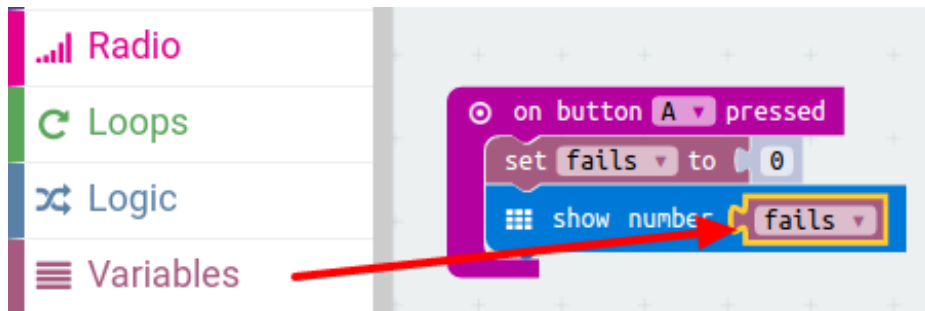 Radio
Loops
Logic
Variables
on button A pressed
set fails to 0
show number fails